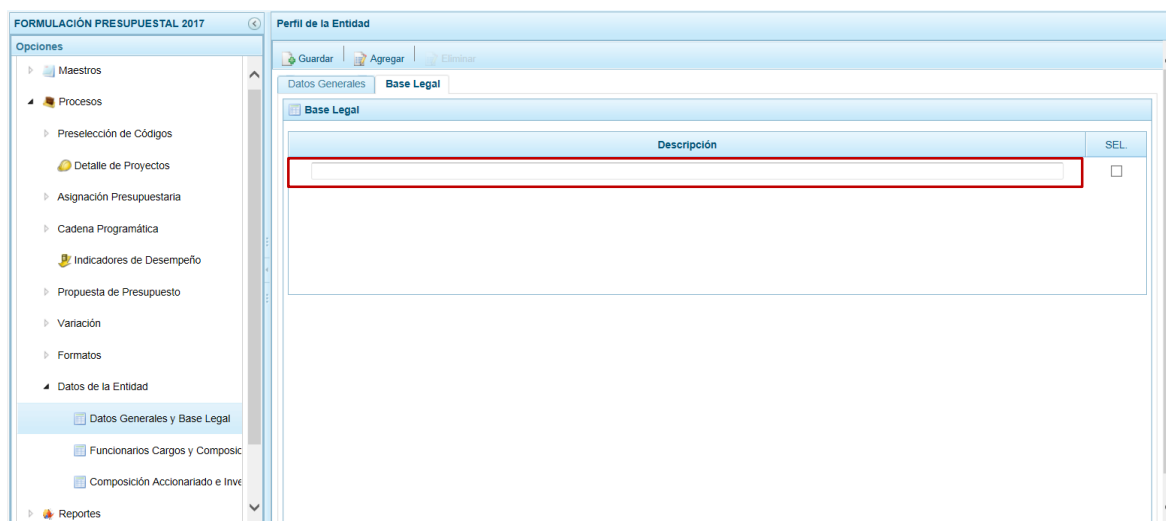 FORMULACIÓN PRESUPUESTAL 2017
Opciones
Maestros
Procesos
Preselección de Códigos
Detalle de Proyectos
Asignación Presupuestaria
Cadena Programática
Indicadores de Desempeño
Propuesta de Presupuesto
Variación
Formatos
Datos de la Entidad
Datos Generales y Base Legal
Funcionarios Cargos y Composic
Composición Accionariado e Inve
Reportes
Perfil de la Entidad
Guardar Agregar Eliminar
Datos Generales Base Legal
Base Legal
Descripción SEL.